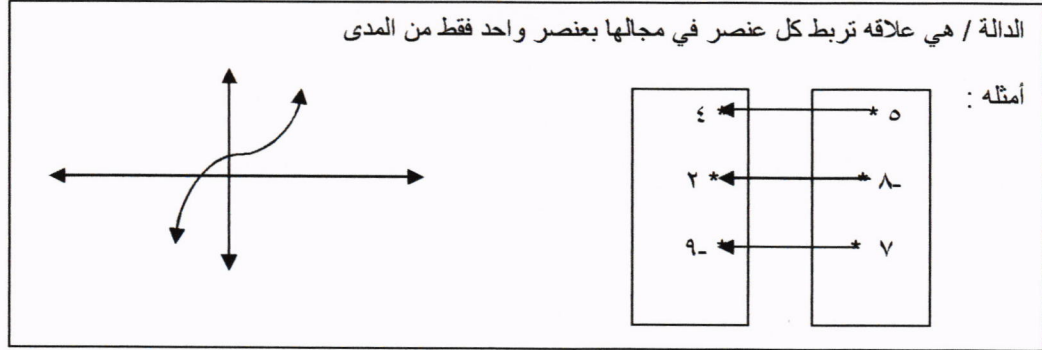 الدالة / هي علاقه تربط كل عنصر في مجالها بعنصر واحد فقط من المدى
أمثله :
٥ * * ٤
٨- * * ٢
٧ * * ٩-